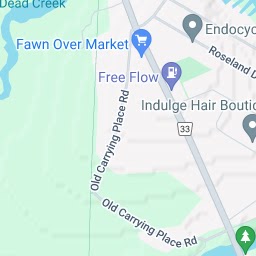 Dead Creek
Fawn Over Market
Endocy
Roseland D
Free Flow
Indulge Hair Boutic
33
Old Carrying Place Rd
Old Carrying Place Rd